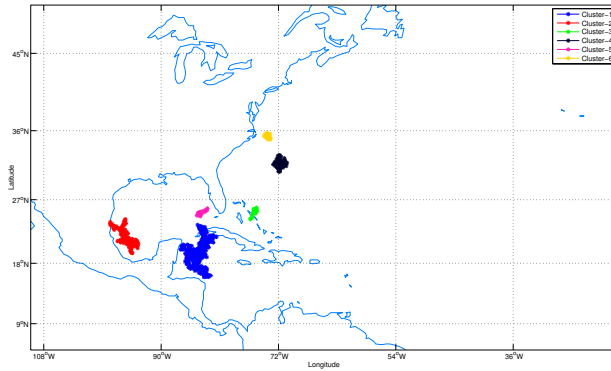 Cluster-1
Cluster-2
Cluster-3
Cluster-4
Cluster-5
Cluster-6
45°N
36°N
27°N
18°N
9°N
Latitude
108°W
90°W
72°W
54°W
36°W
Longitude